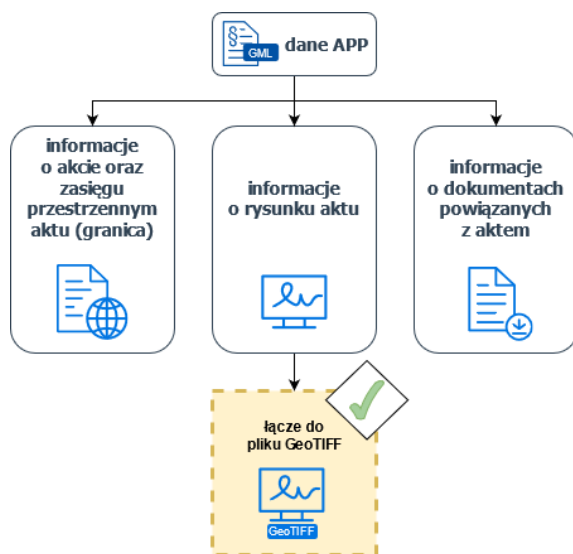 §
GML
dane APP
informacje
o akcie oraz
zasięgu
przestrzennym
aktu (granica)
informacje
o rysunku aktu
informacje
o dokumentach
powiązanych
z aktem
łącze do
pliku GeoTIFF
GeoTIFF